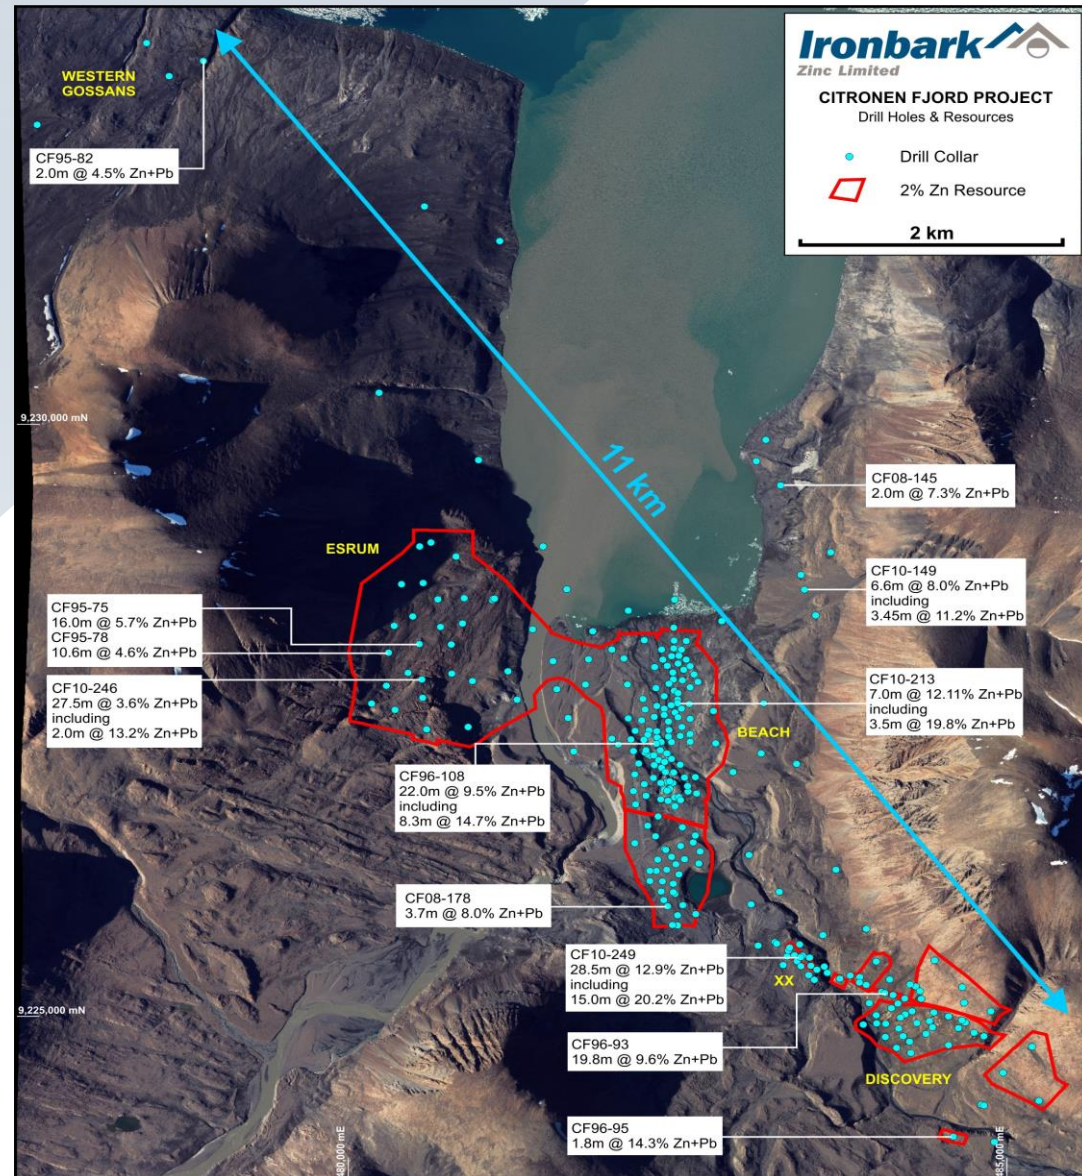 Ironbark
Zinc Limited
CITRONEN FJORD PROJECT
Drill Holes & Resources
Drill Collar
2% Zn Resource
2 km
WESTERN
GOSSANS
CF95-82
2.0m @ 4.5% Zn+Pb
9,230,000 mN
11 km
CF08-145
2.0m @ 7.3% Zn+Pb
ESRUM
CF10-149
6.6m @ 8.0% Zn+Pb
including
3.45m @ 11.2% Zn+Pb
CF95-75
16.0m @ 5.7% Zn+Pb
CF95-78
10.6m @ 4.6% Zn+Pb
CF10-246
27.5m @ 3.6% Zn+Pb
including
2.0m @ 13.2% Zn+Pb
CF10-213
7.0m @ 12.11% Zn+Pb
including
3.5m @ 19.8% Zn+Pb
BEACH
CF96-108
22.0m @ 9.5% Zn+Pb
including
8.3m @ 14.7% Zn+Pb
CF08-178
3.7m @ 8.0% Zn+Pb
CF10-249
28.5m @ 12.9% Zn+Pb
including
15.0m @ 20.2% Zn+Pb
XX
9,225,000 mN
CF96-93
19.8m @ 9.6% Zn+Pb
DISCOVERY
CF96-95
1.8m @ 14.3% Zn+Pb
480,000 mE
485,000 mE